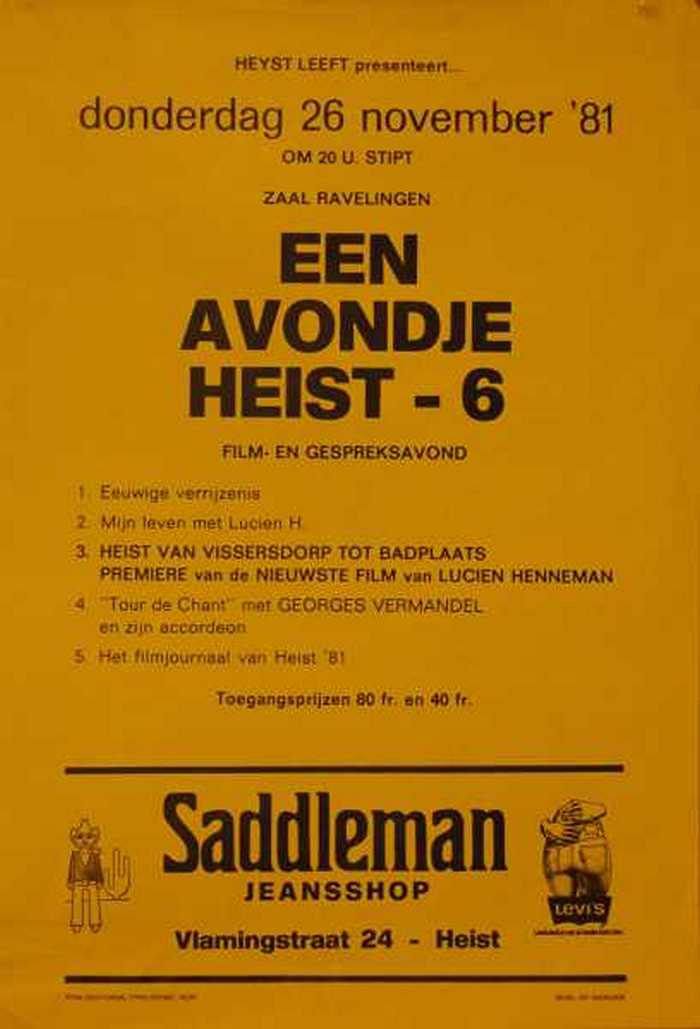 HEYST LEEFT presenteert...
donderdag 26 november '81
OM 20 U. STIPT
ZAAL RAVELINGEN
EEN
AVONDJE
HEIST - 6
FILM- EN GESPREKSAVOND
1. Eeuwige verrijzenis
2. Mijn leven met Lucien H.
3. HEIST VAN VISSERSDORP TOT BADPLAATS
PREMIERE van de NIEUWSTE FILM van LUCIEN HENNEMAN
4. "Tour de Chant" met GEORGES VERMANDEL
en zijn accordeon
5. Het filmjournaal van Heist '81
Toegangsprijzen 80 fr. en 40 fr.
Saddleman
JEANSSHOP
Levi's
Vlamingstraat 24 - Heist